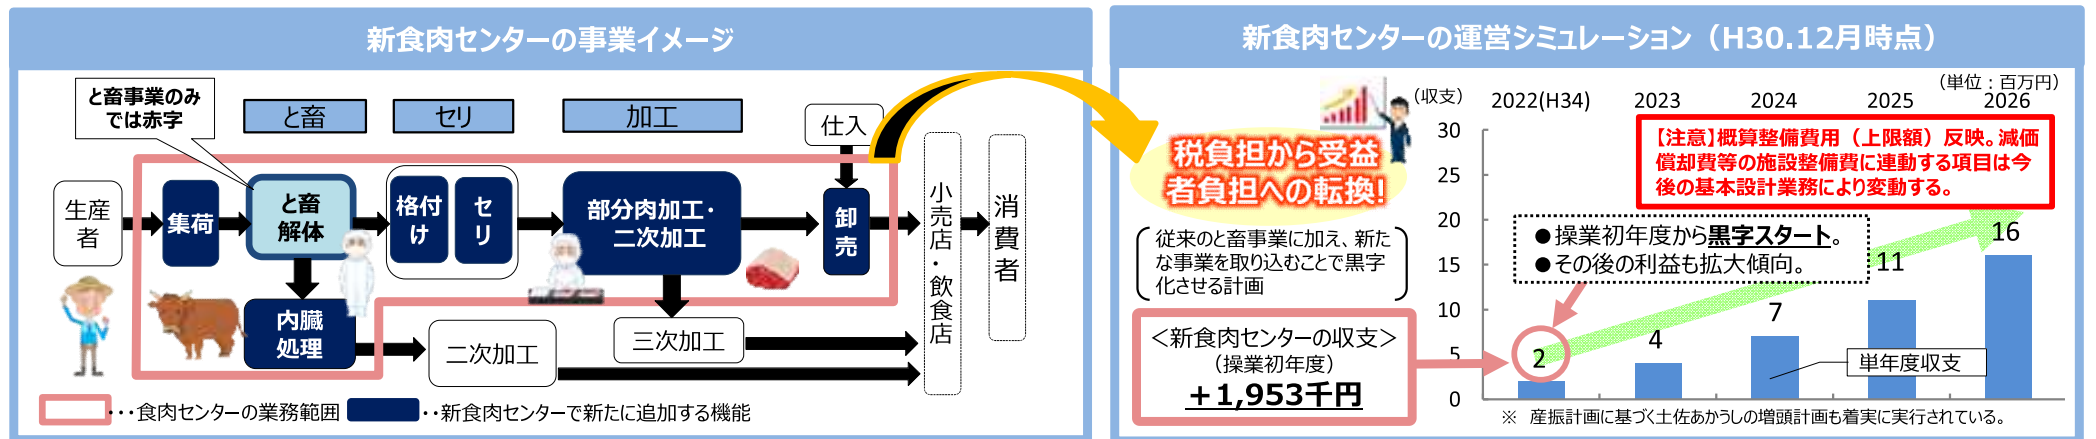 新食肉センターの事業イメージ
と畜事業のみ
では赤字
と畜
セリ
加工
仕入
生産
者
集荷
と畜
解体
格付
け
セ
リ
部分肉加工・
二次加工
卸
売
小売店・飲食店
消費者
内臓
処理
二次加工
三次加工
・・・食肉センターの業務範囲
・・新食肉センターで新たに追加する機能
新食肉センターの運営シミュレーション（H30.12月時点）
（単位：百万円）
（収支）
2022(H34)
2023
2024
2025
2026
30
25
20
15
10
5
0
【注意】概算整備費用（上限額）反映。減価
償却費等の施設整備費に連動する項目は今
後の基本設計業務により変動する。
税負担から受益
者負担への転換!
従来のと畜事業に加え、新た
な事業を取り込むことで黒字
化させる計画
●操業初年度から黒字スタート。
●その後の利益も拡大傾向。
2
4
7
11
16
単年度収支
＜新食肉センターの収支＞
（操業初年度）
＋1,953千円
※ 産振計画に基づく土佐あかうしの増頭計画も着実に実行されている。